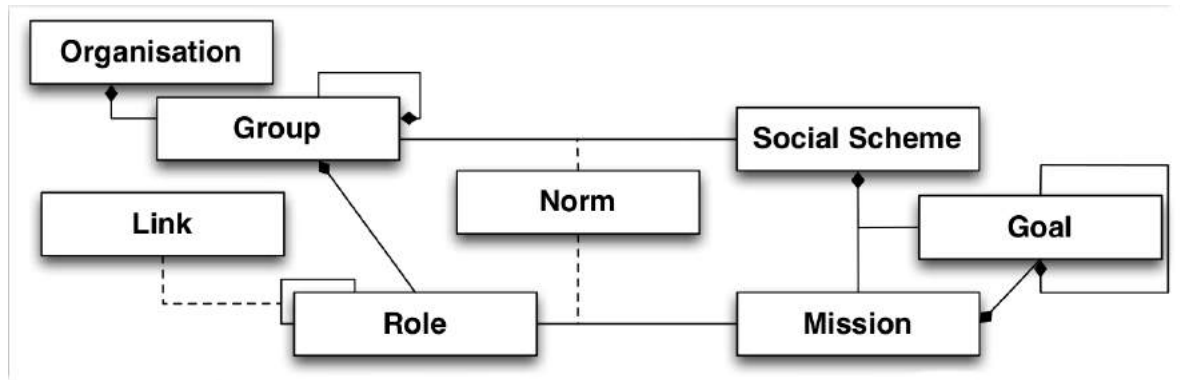 Organisation
Group
Social Scheme
Link
Norm
Goal
Role
Mission